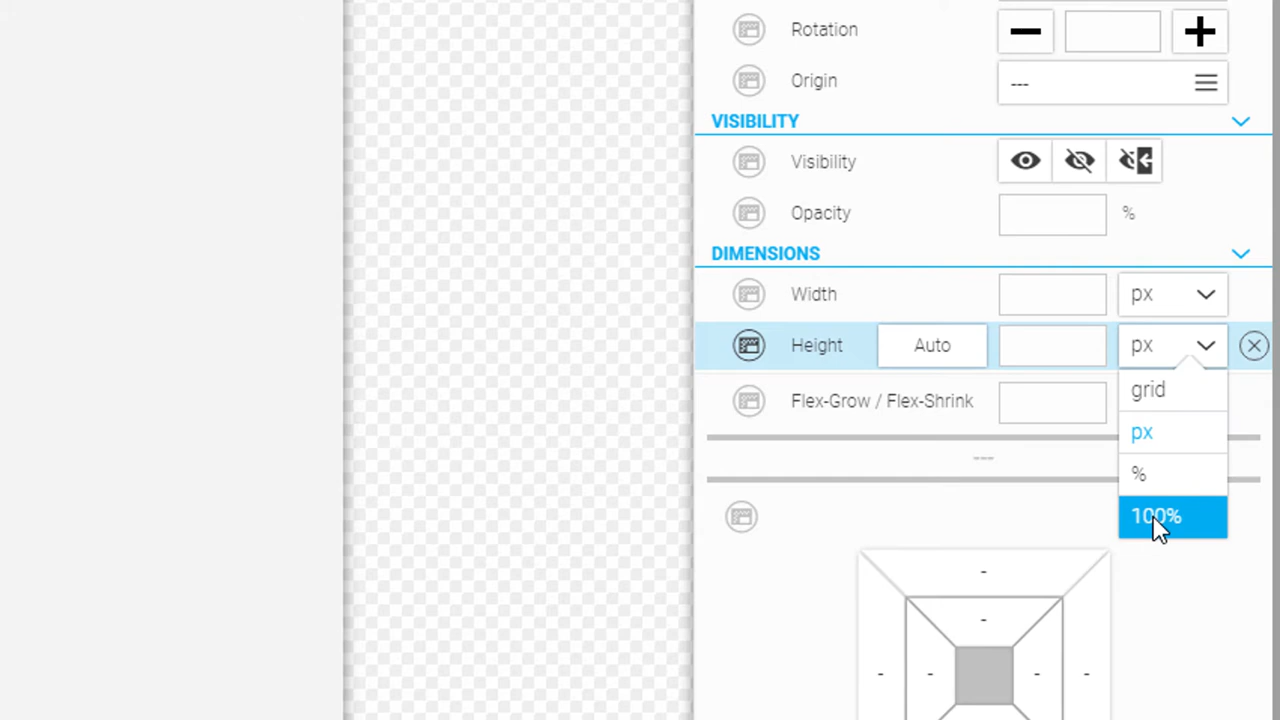 Rotation
Origin
---
VISIBILITY
Visibility
Opacity
%
DIMENSIONS
Width
px
Height
Auto
px
grid
Flex-Grow / Flex-Shrink
px
%
100%
-
-
-
-
-
-